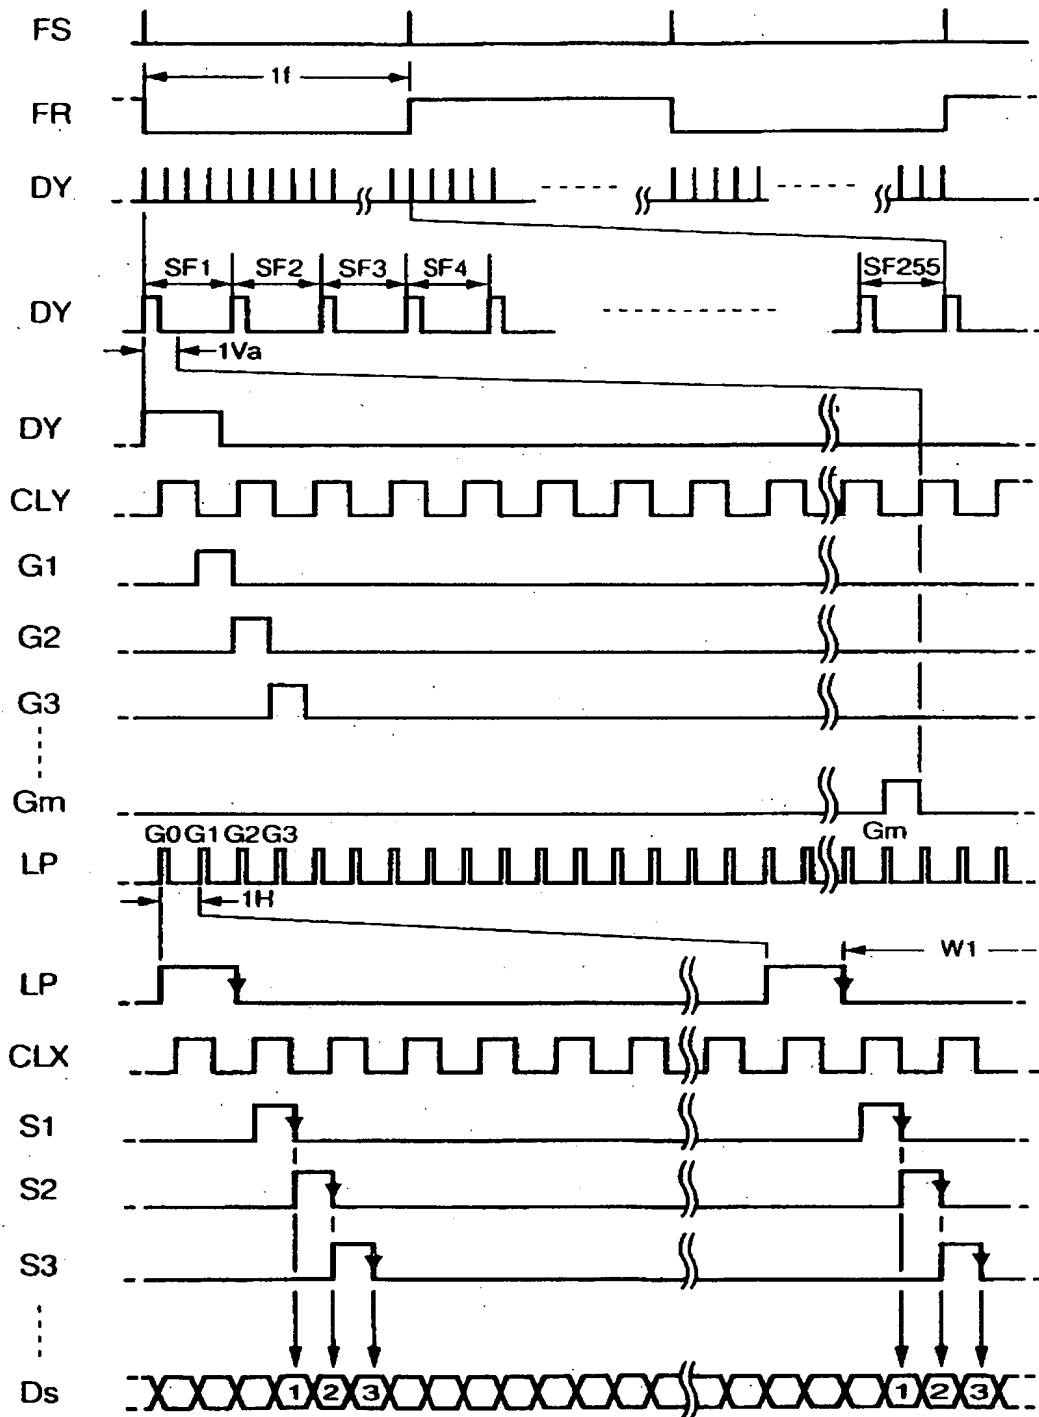 FS
1f
FR
DY
SF1 SF2 SF3 SF4 SF255
DY
1Va
DY
CLY
G1
G2
G3
Gm
G0 G1 G2 G3 Gm
LP
1H
W1
LP
CLX
S1
S2
S3
Ds 1 2 3 1 2 3